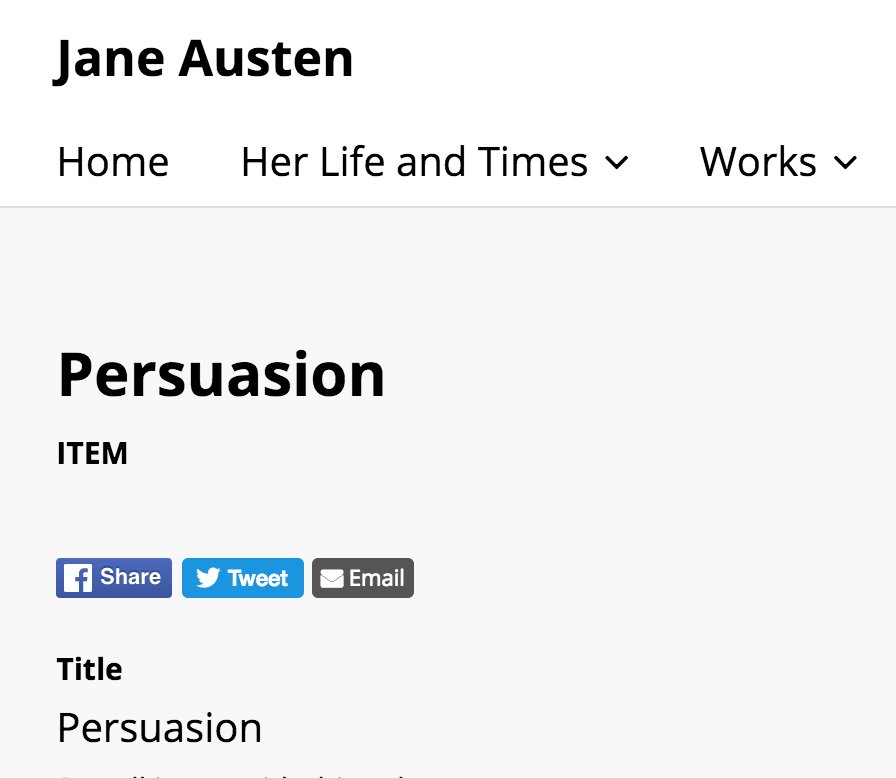 Jane Austen
Home Her Life and Times Works
Persuasion
ITEM
Share Tweet Email
Title
Persuasion